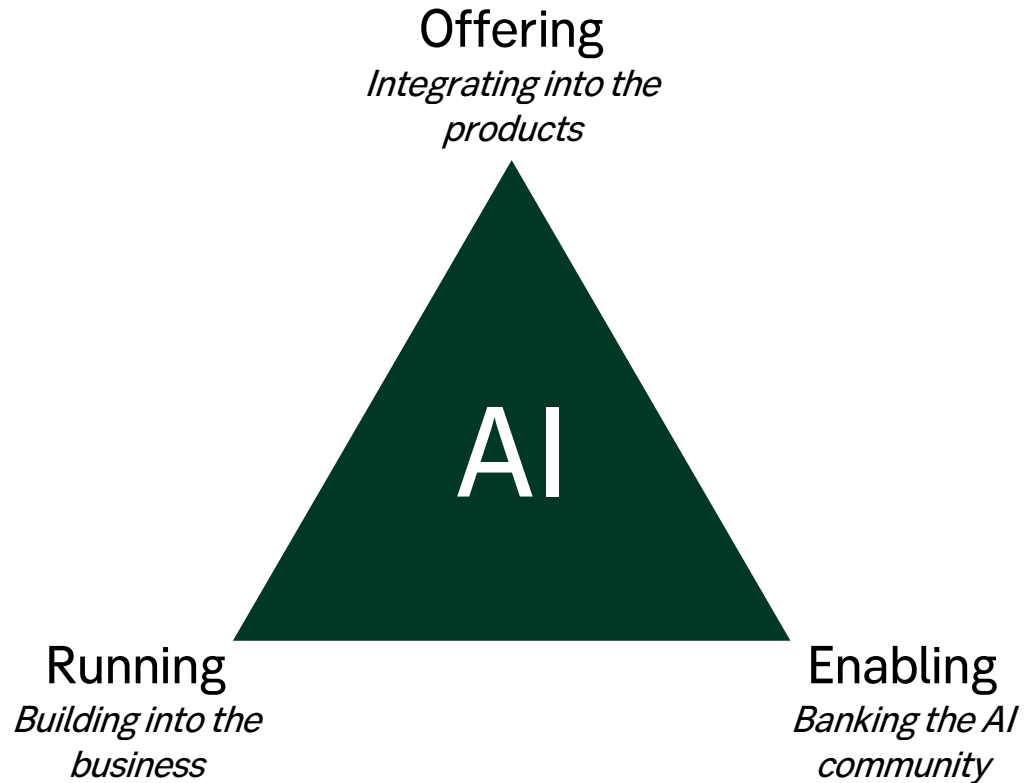 Offering
Integrating into the
products
AI
Running
Building into the
business
Enabling
Banking the AI
community